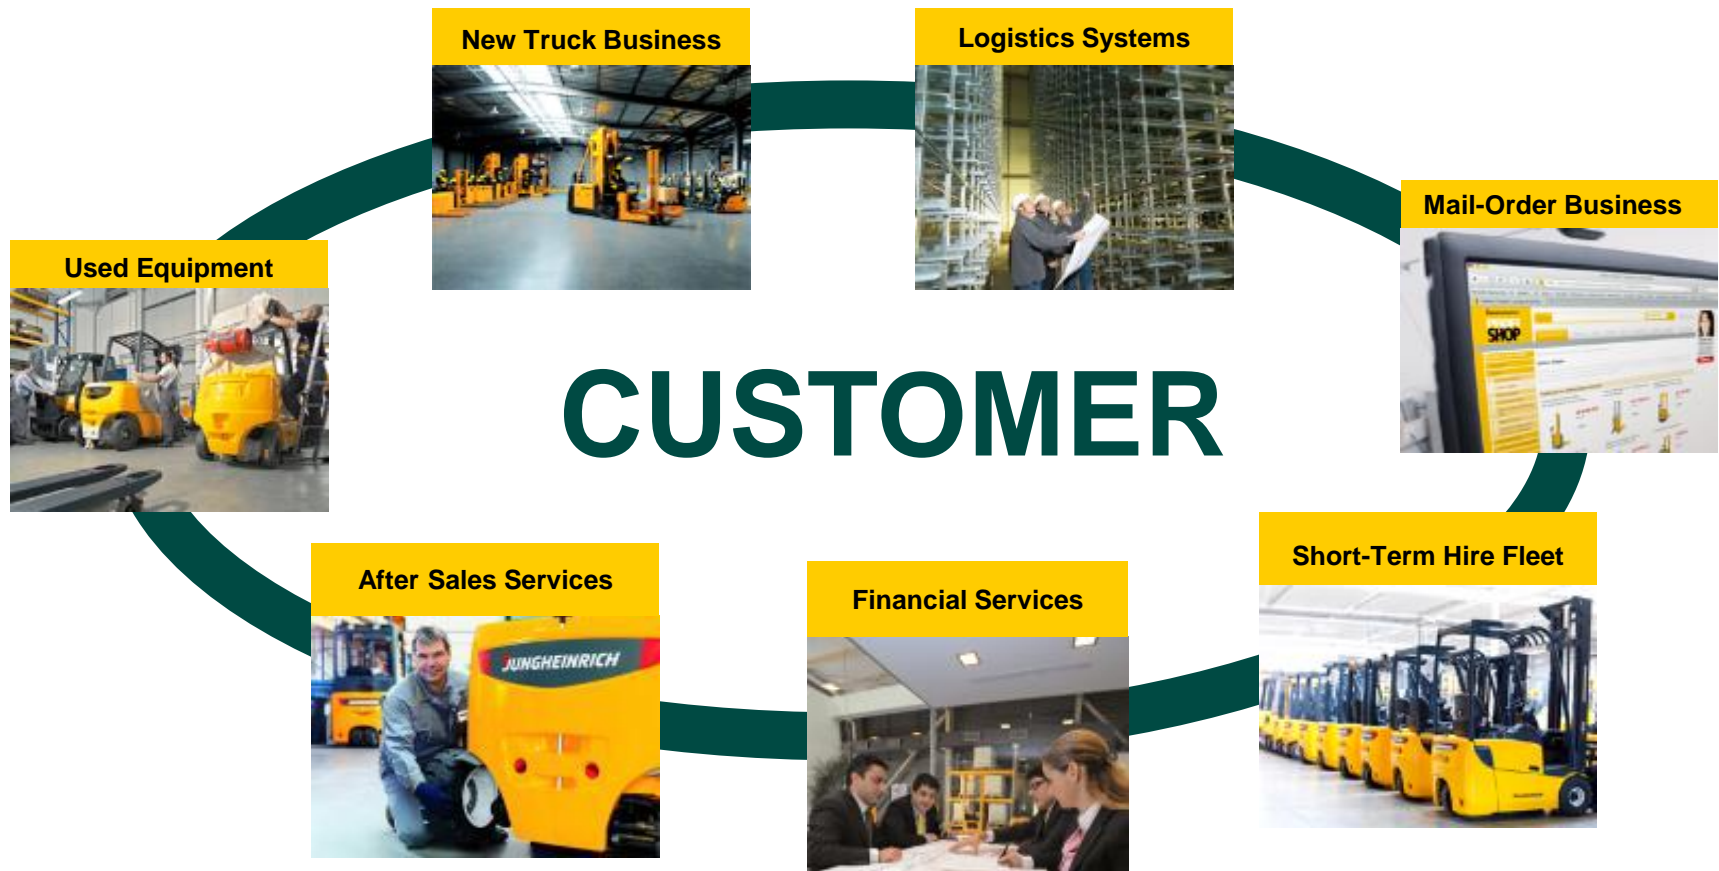 New Truck Business
Logistics Systems
Mail-Order Business
SHOP
Used Equipment
CUSTOMER
After Sales Services
JUNGHEINRICH
Financial Services
Short-Term Hire Fleet